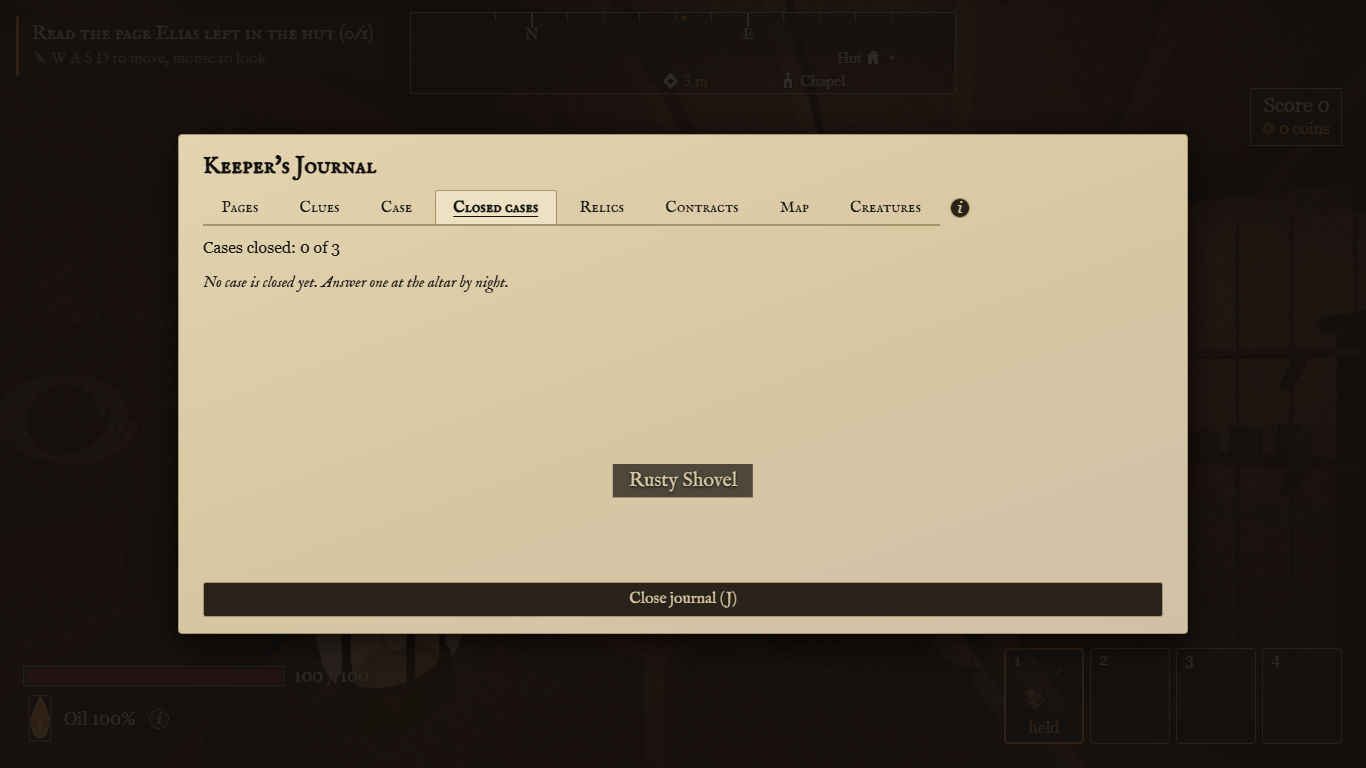 Read the page Elias left in the hut (0/1)
W A S D to move, mouse to look
N E
Hut
3 m Chapel
Score 0
0 coins
Keeper's Journal
Pages Clues Case Closed cases Relics Contracts Map Creatures i
Cases closed: 0 of 3
No case is closed yet. Answer one at the altar by night.
Rusty Shovel
Close journal (J)
100 / 100
Oil 100% i
1 2 3 4
held